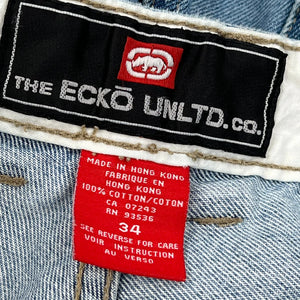 THE ECKŌ UNLTD.CO.
MADE IN HONG KONG
FABRIQUE EN
HONG KONG
100% COTTON/COTON
CA 07243
RN 93536
34
SEE REVERSE FOR CARE
VOIR INSTRUCTION
AU VERSO